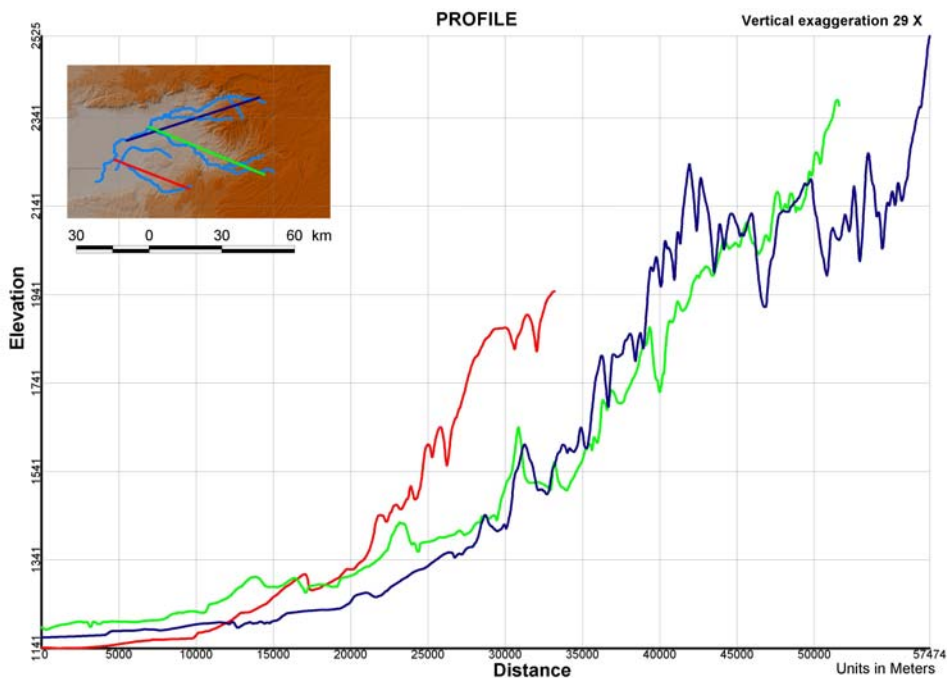 PROFILE
Vertical exaggeration 29 X
2525
2341
2141
1941
1741
1541
1341
1141
Elevation
30 0 30 60 km
0 5000 10000 15000 20000 25000 30000 35000 40000 45000 50000 57474
Distance
Units in Meters